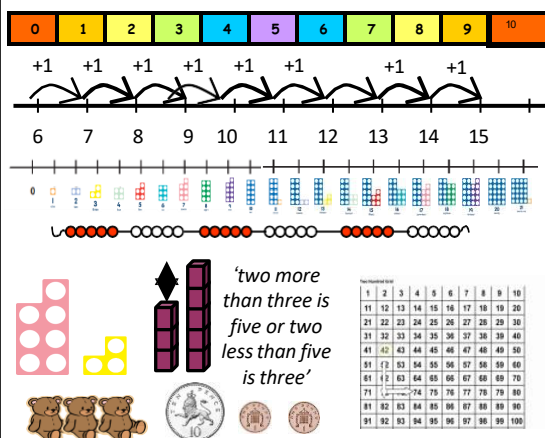 0 1 2 3 4 5 6 7 8 9 10
+1 +1 +1 +1 +1 +1 +1 +1
6 7 8 9 10 11 12 13 14 15
0 1 2 3
'two more
than three is
five or two
less than five
is three'
1 2 3 4 5 6 7 8 9 10
11 12 13 14 15 16 17 18 19 20
21 22 23 24 25 26 27 28 29 30
31 32 33 34 35 36 37 38 39 40
41 42 43 44 45 46 47 48 49 50
51 53 54 55 56 57 58 59 60
61 63 64 65 66 67 68 69 70
71 74 75 76 77 78 79 80
81 82 83 84 85 86 87 88 89 90
91 92 93 94 95 96 97 98 99 100
TEN PENCE
10